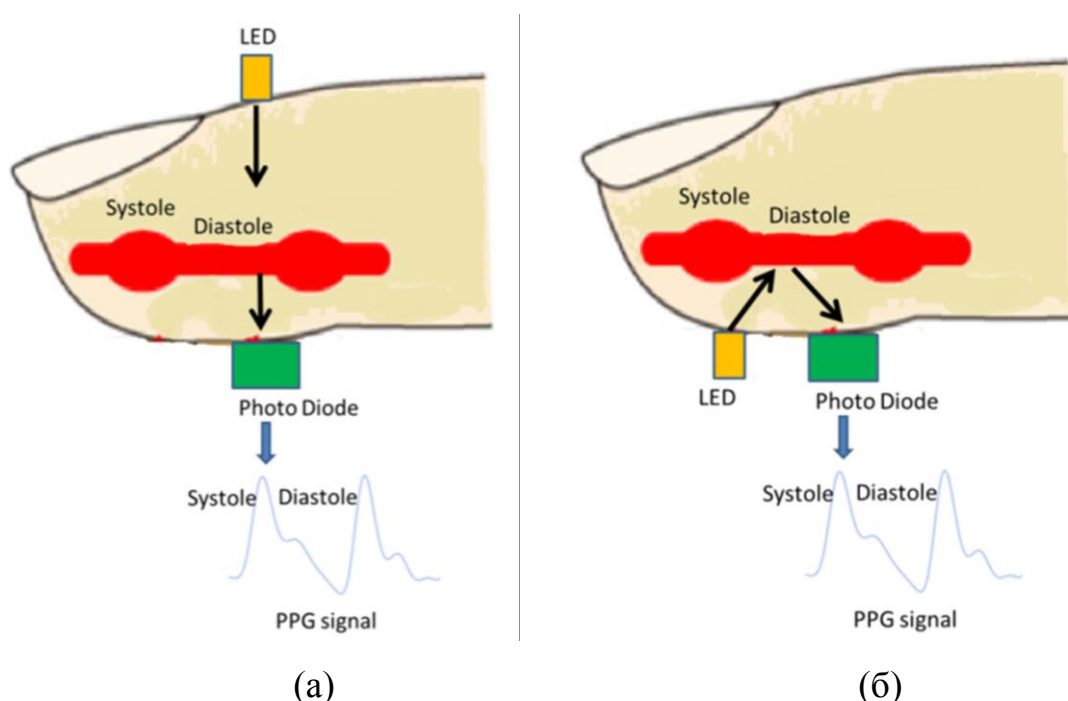 LED
Systole
Diastole
Photo Diode
Systole Diastole
PPG signal
(а)
Systole
Diastole
LED
Photo Diode
Systole Diastole
PPG signal
(б)